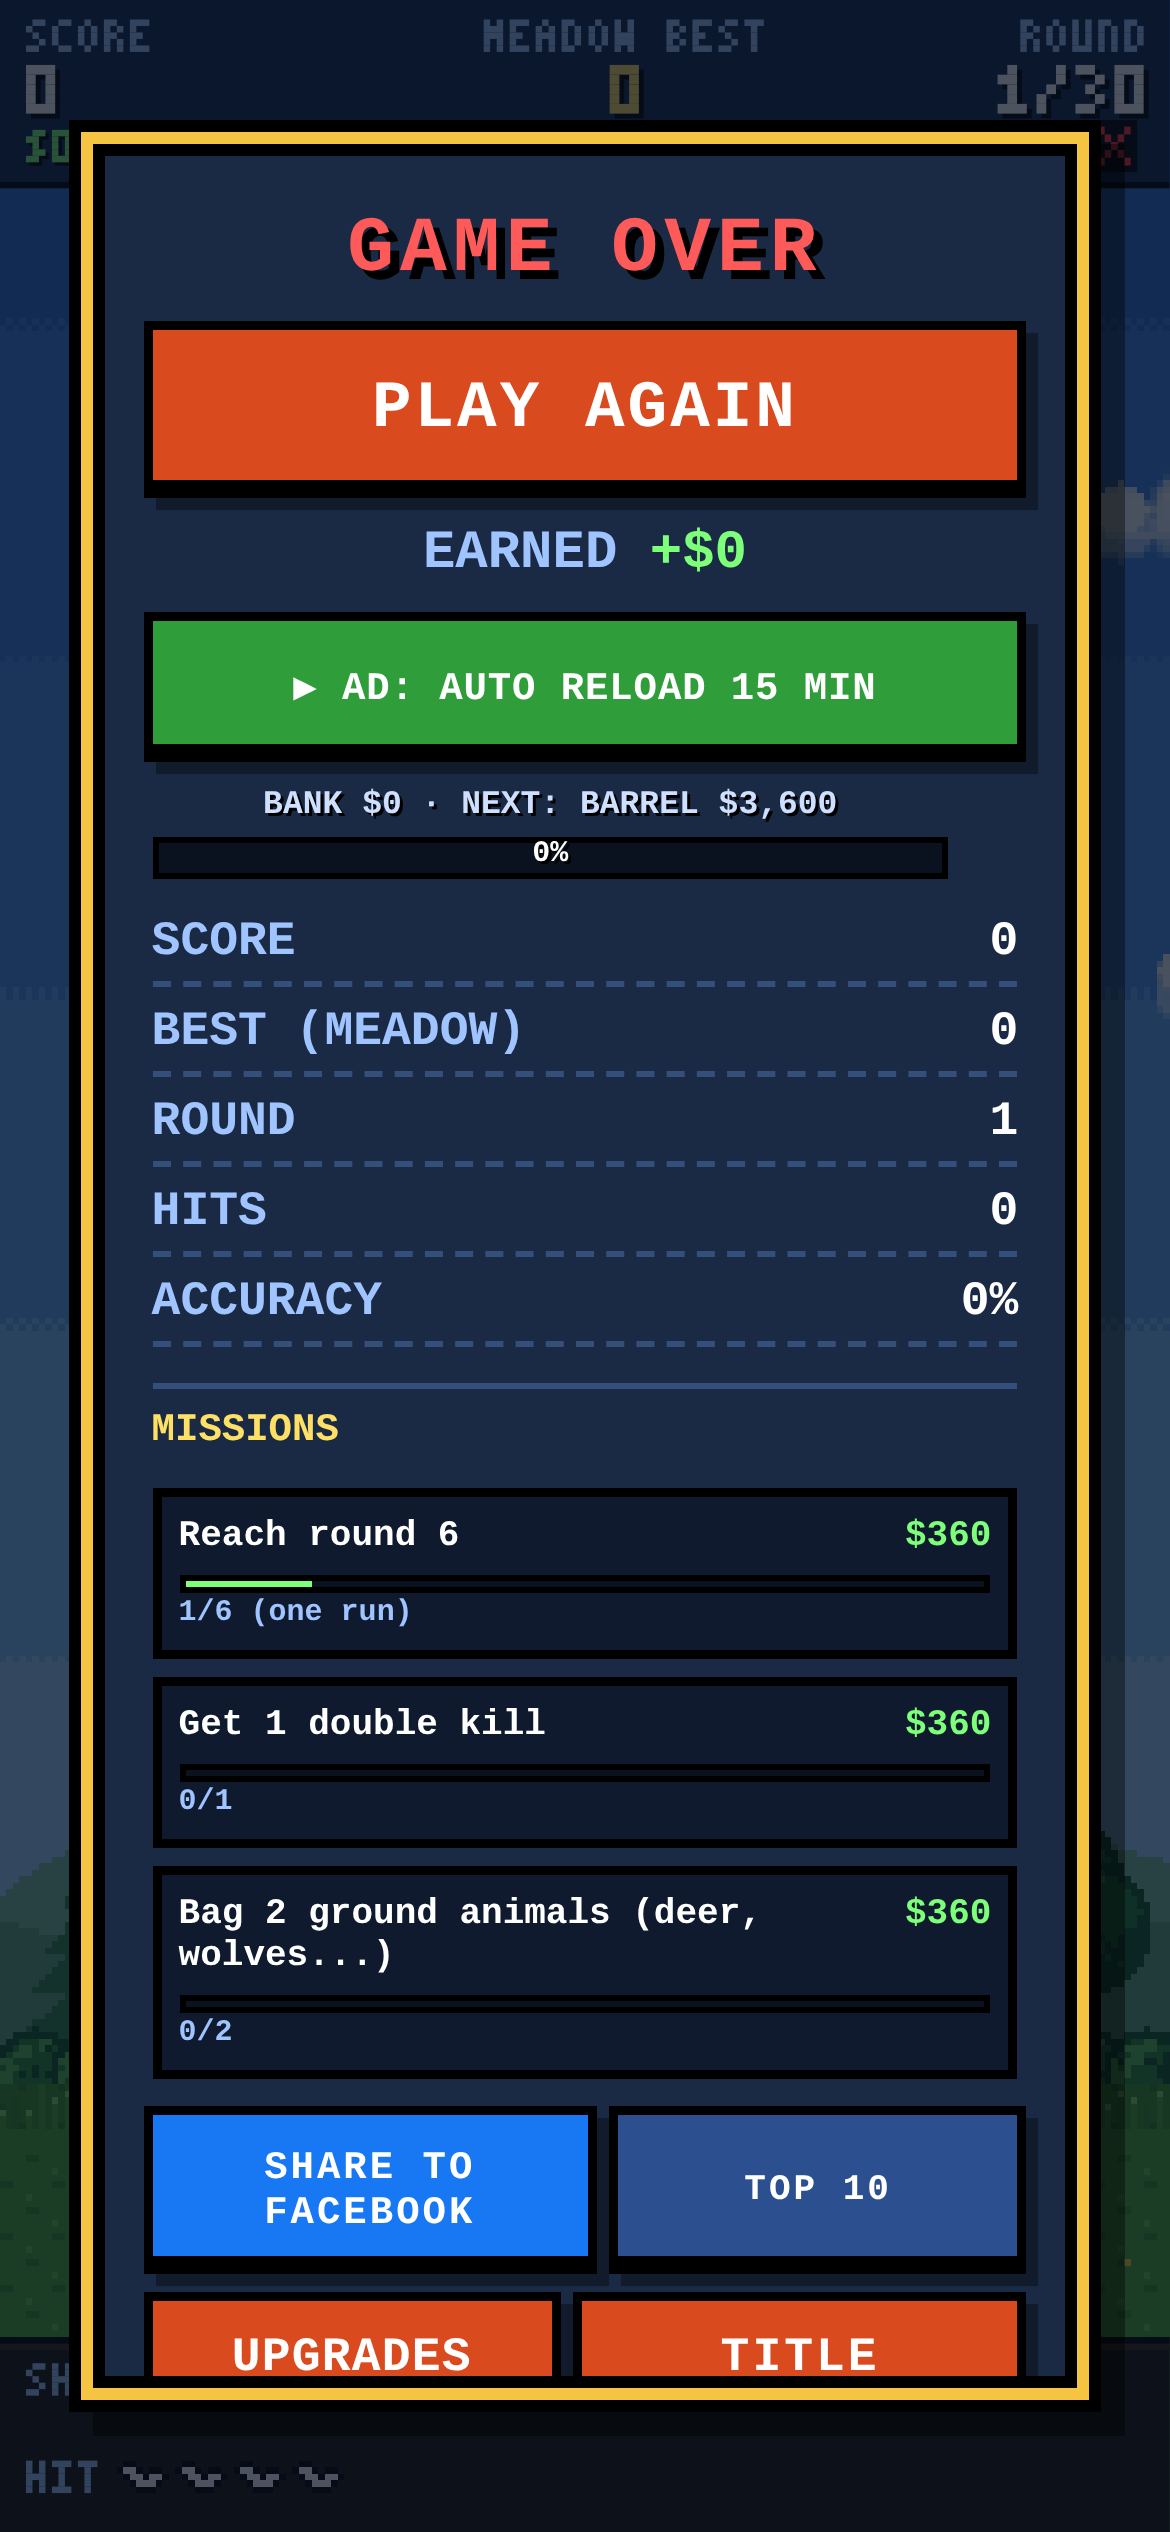 SCORE MEADOW BEST ROUND
0 0 1/30
$0 X
GAME OVER
PLAY AGAIN
EARNED +$0
▶ AD: AUTO RELOAD 15 MIN
BANK $0 · NEXT: BARREL $3,600
0%
SCORE 0
BEST (MEADOW) 0
ROUND 1
HITS 0
ACCURACY 0%
MISSIONS
Reach round 6 $360
1/6 (one run)
Get 1 double kill $360
0/1
Bag 2 ground animals (deer, $360
wolves...)
0/2
SHARE TO
FACEBOOK
TOP 10
UPGRADES TITLE
HIT